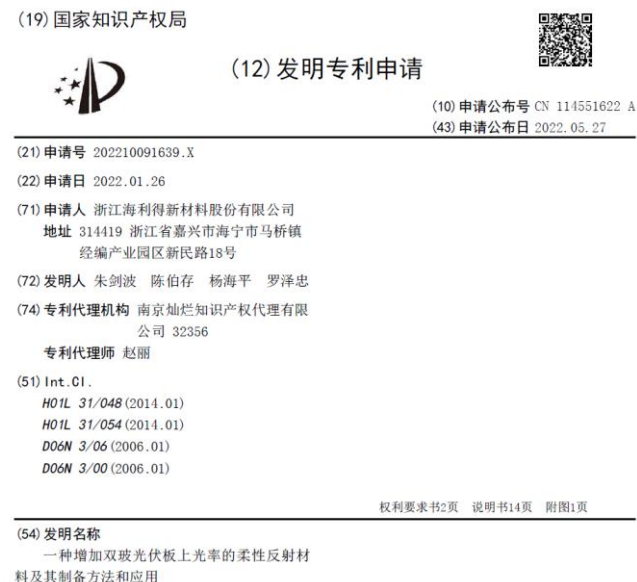 (19)国家知识产权局
(12)发明专利申请
(10)申请公布号 CN 114551622 A
(43)申请公布日 2022.05.27
(21)申请号 202210091639.X
(22)申请日 2022.01.26
(71)申请人 浙江海利得新材料股份有限公司
地址 314419 浙江省嘉兴市海宁市马桥镇
经编产业园区新民路18号
(72)发明人 朱剑波 陈伯存 杨海平 罗泽忠
(74)专利代理机构 南京灿烂知识产权代理有限
公司 32356
专利代理师 赵丽
(51)Int.Cl.
H01L 31/048(2014.01)
H01L 31/054(2014.01)
D06N 3/06(2006.01)
D06N 3/00(2006.01)
权利要求书2页 说明书14页 附图1页
(54)发明名称
一种增加双玻光伏板上光率的柔性反射材
料及其制备方法和应用